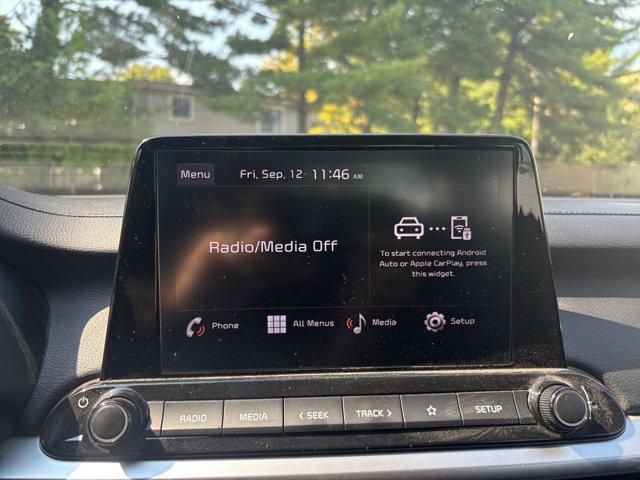 Menu Fri, Sep. 12 11:46 AM
Radio/Media Off
To start connecting Android
Auto or Apple CarPlay, press
this widget.
Phone All Menus Media Setup
RADIO MEDIA < SEEK TRACK > SETUP